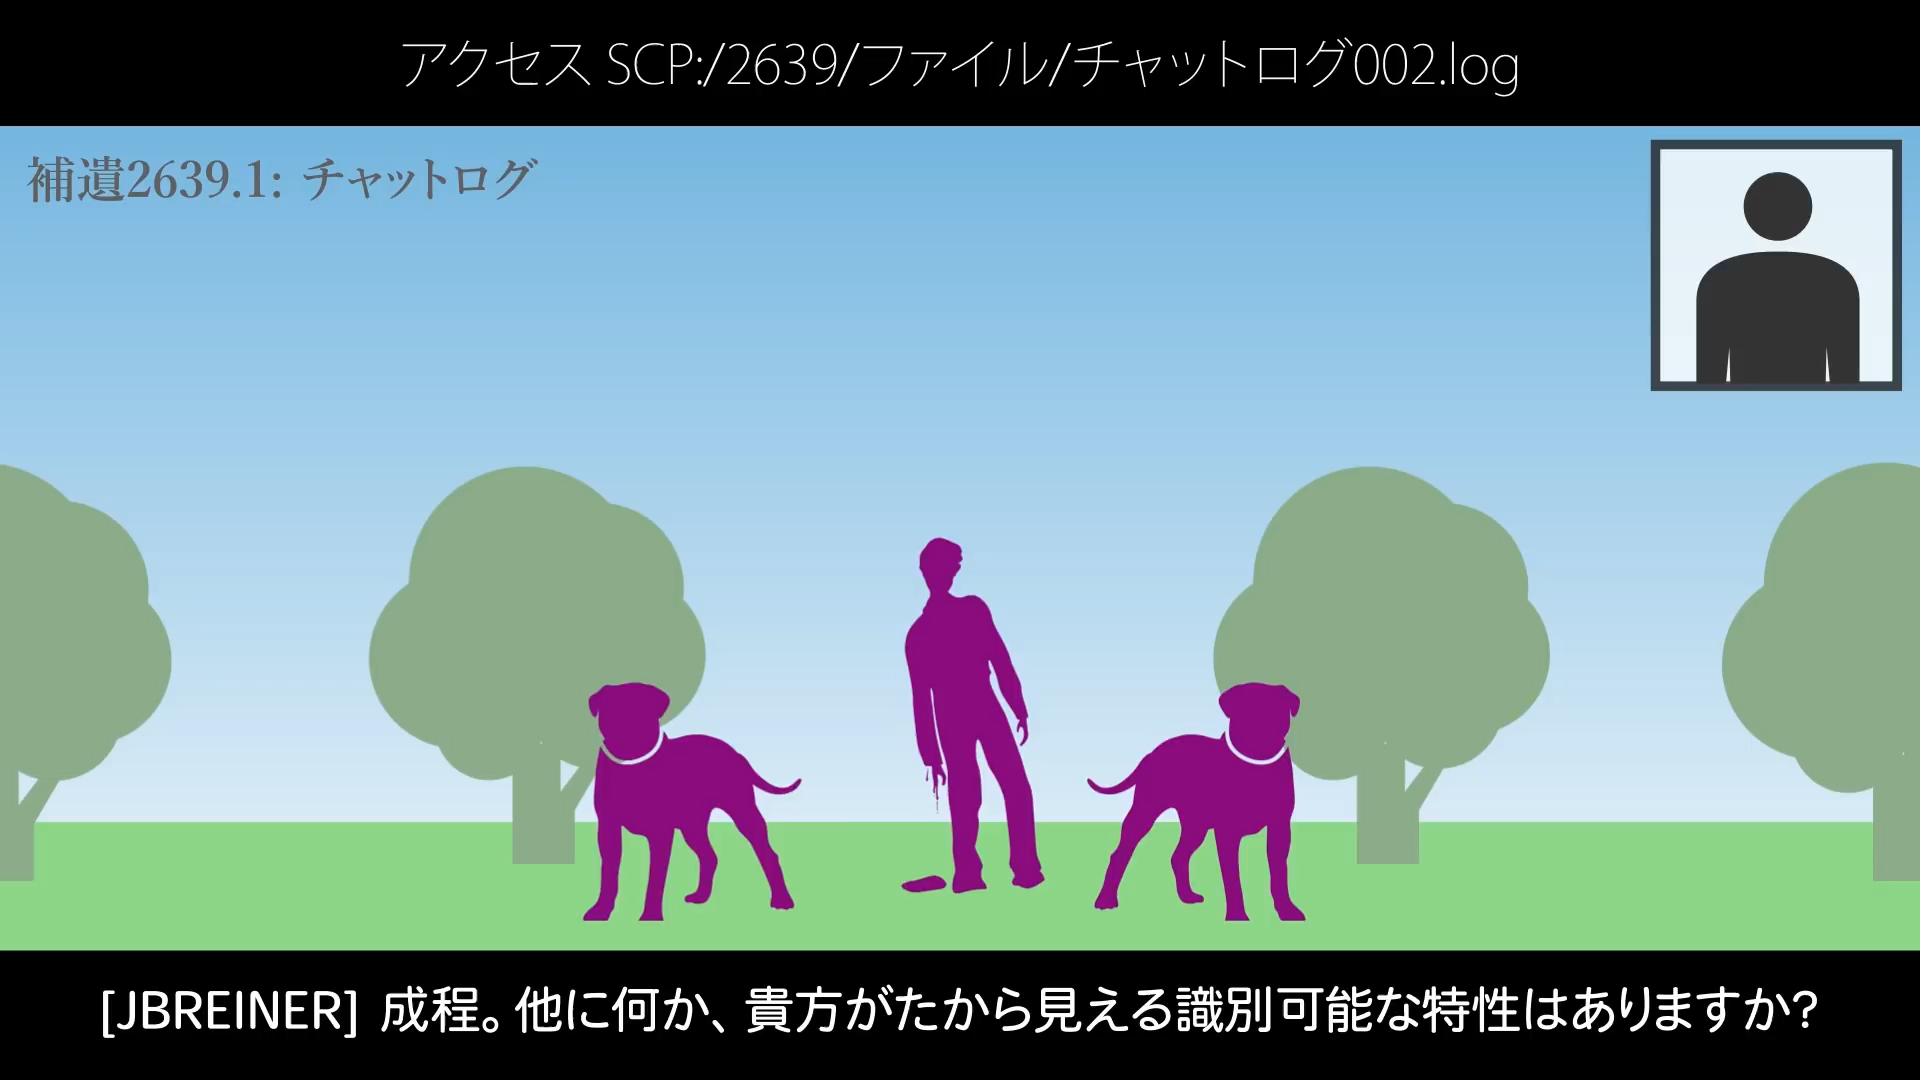 アクセス SCP:/2639/ファイル/チャットログ002.log
補遺2639.1: チャットログ
[JBREINER] 成程。他に何か、貴方がたから見える識別可能な特性はありますか?